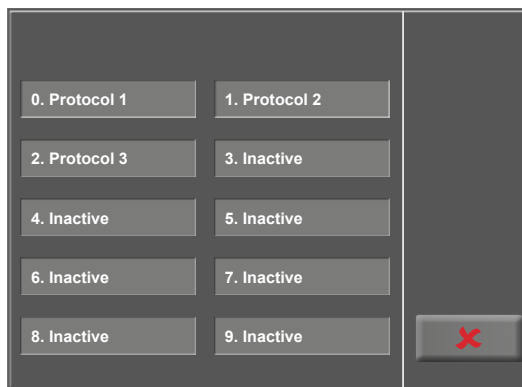 0. Protocol 1
1. Protocol 2
2. Protocol 3
3. Inactive
4. Inactive
5. Inactive
6. Inactive
7. Inactive
8. Inactive
9. Inactive